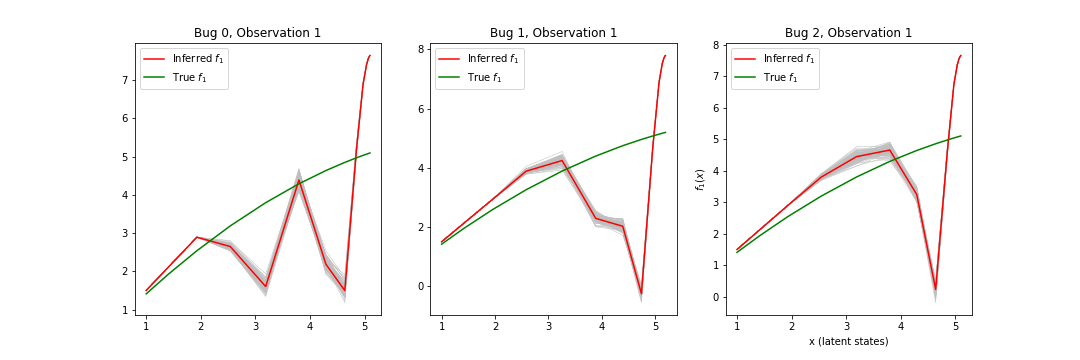 Bug 0, Observation 1
Inferred f₁
True f₁
7
6
5
4
3
2
1
1 2 3 4 5
Bug 1, Observation 1
Inferred f₁
True f₁
8
6
4
2
0
1 2 3 4 5
Bug 2, Observation 1
Inferred f₁
True f₁
f₁(x)
8
7
6
5
4
3
2
1
0
1 2 3 4 5
x (latent states)